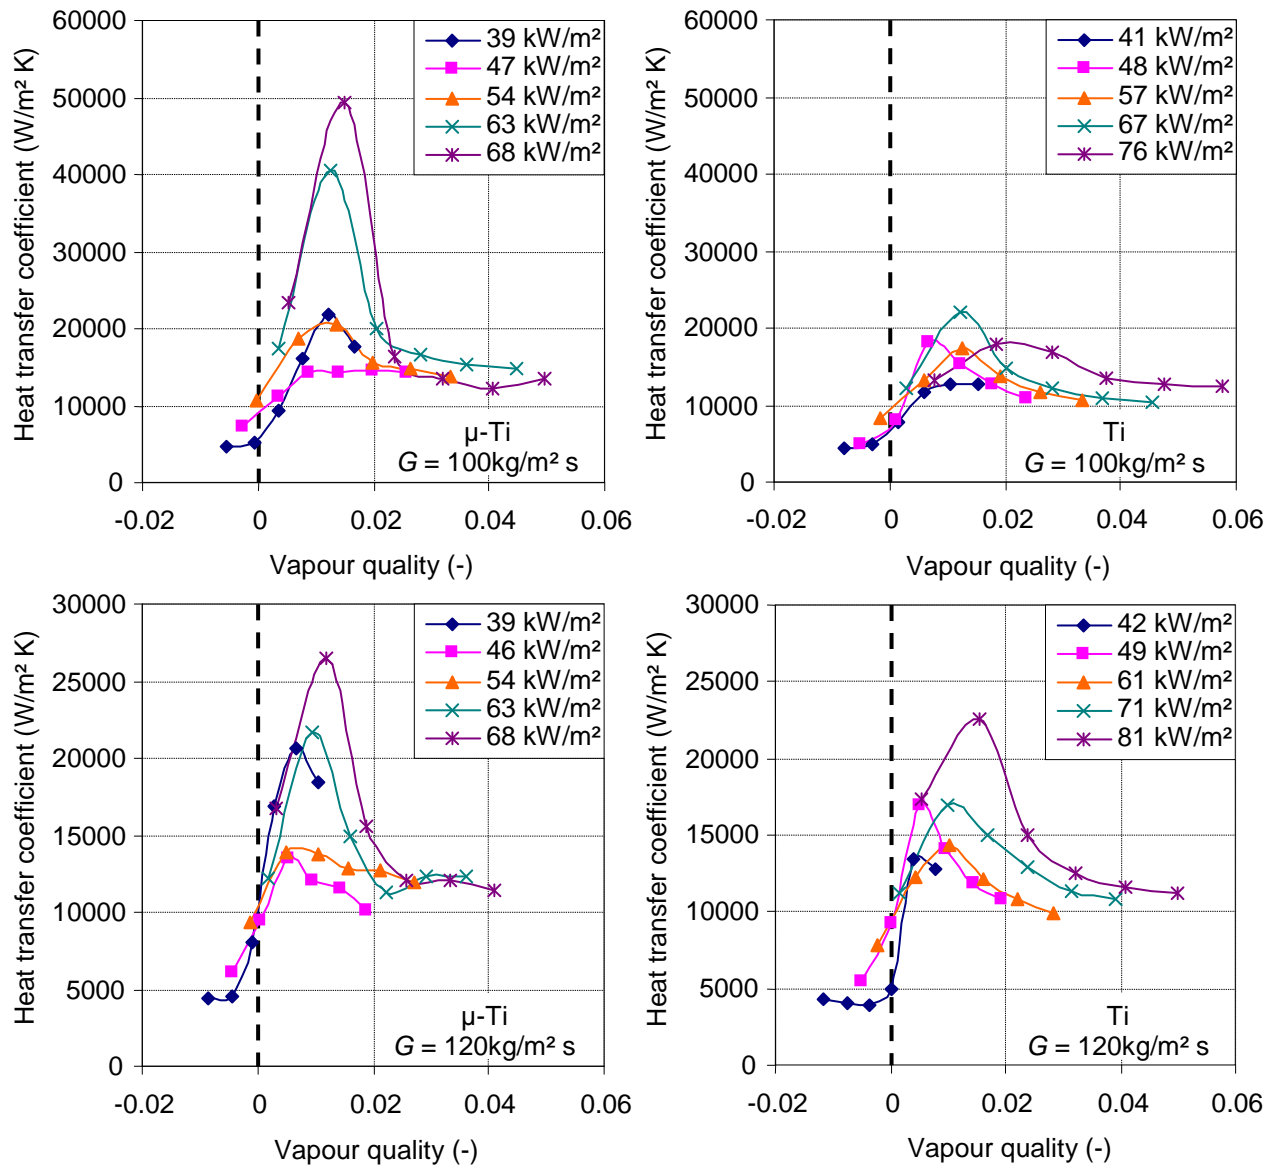 60000
50000
40000
30000
20000
10000
0
Heat transfer coefficient (W/m² K)
39 kW/m²
47 kW/m²
54 kW/m²
63 kW/m²
68 kW/m²
µ-Ti
G = 100kg/m² s
-0.02
0
0.02
0.04
0.06
Vapour quality (-)
60000
50000
40000
30000
20000
10000
0
Heat transfer coefficient (W/m² K)
41 kW/m²
48 kW/m²
57 kW/m²
67 kW/m²
76 kW/m²
Ti
G = 100kg/m² s
-0.02
0
0.02
0.04
0.06
Vapour quality (-)
30000
25000
20000
15000
10000
5000
0
Heat transfer coefficient (W/m² K)
39 kW/m²
46 kW/m²
54 kW/m²
63 kW/m²
68 kW/m²
µ-Ti
G = 120kg/m² s
-0.02
0
0.02
0.04
0.06
Vapour quality (-)
30000
25000
20000
15000
10000
5000
0
Heat transfer coefficient (W/m² K)
42 kW/m²
49 kW/m²
61 kW/m²
71 kW/m²
81 kW/m²
Ti
G = 120kg/m² s
-0.02
0
0.02
0.04
0.06
Vapour quality (-)